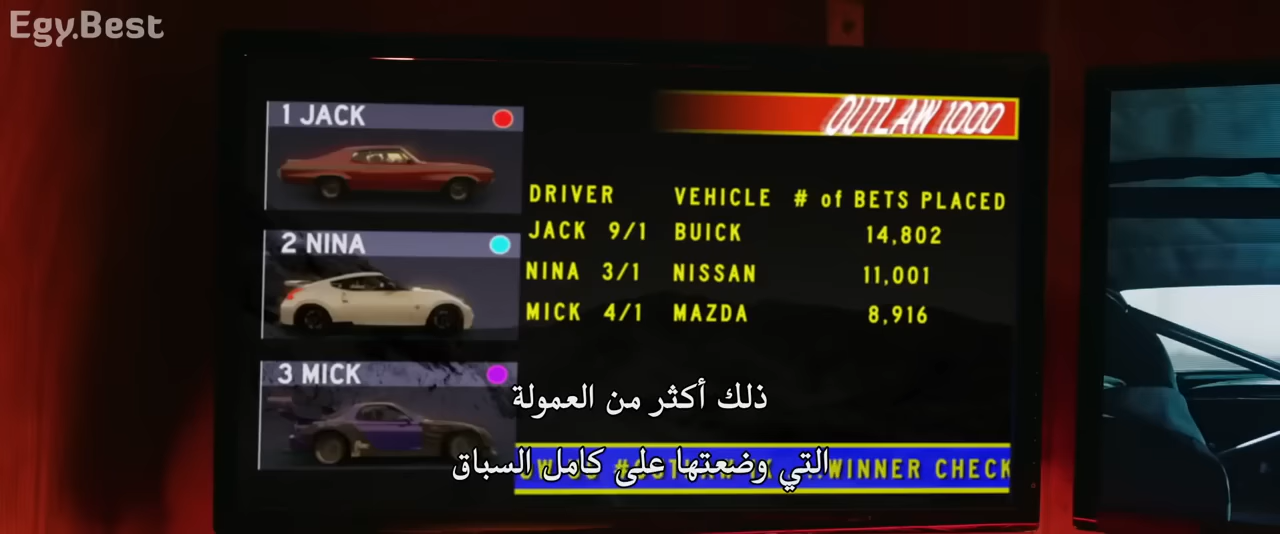 Egy.Best
1 JACK
OUTLAW 1000
DRIVER VEHICLE # of BETS PLACED
JACK 9/1 BUICK 14,802
2 NINA
NINA 3/1 NISSAN 11,001
MICK 4/1 MAZDA 8,916
3 MICK
ذلك أكثر من العمولة
التي وضعتها على كامل السباق
WINNER CHECK